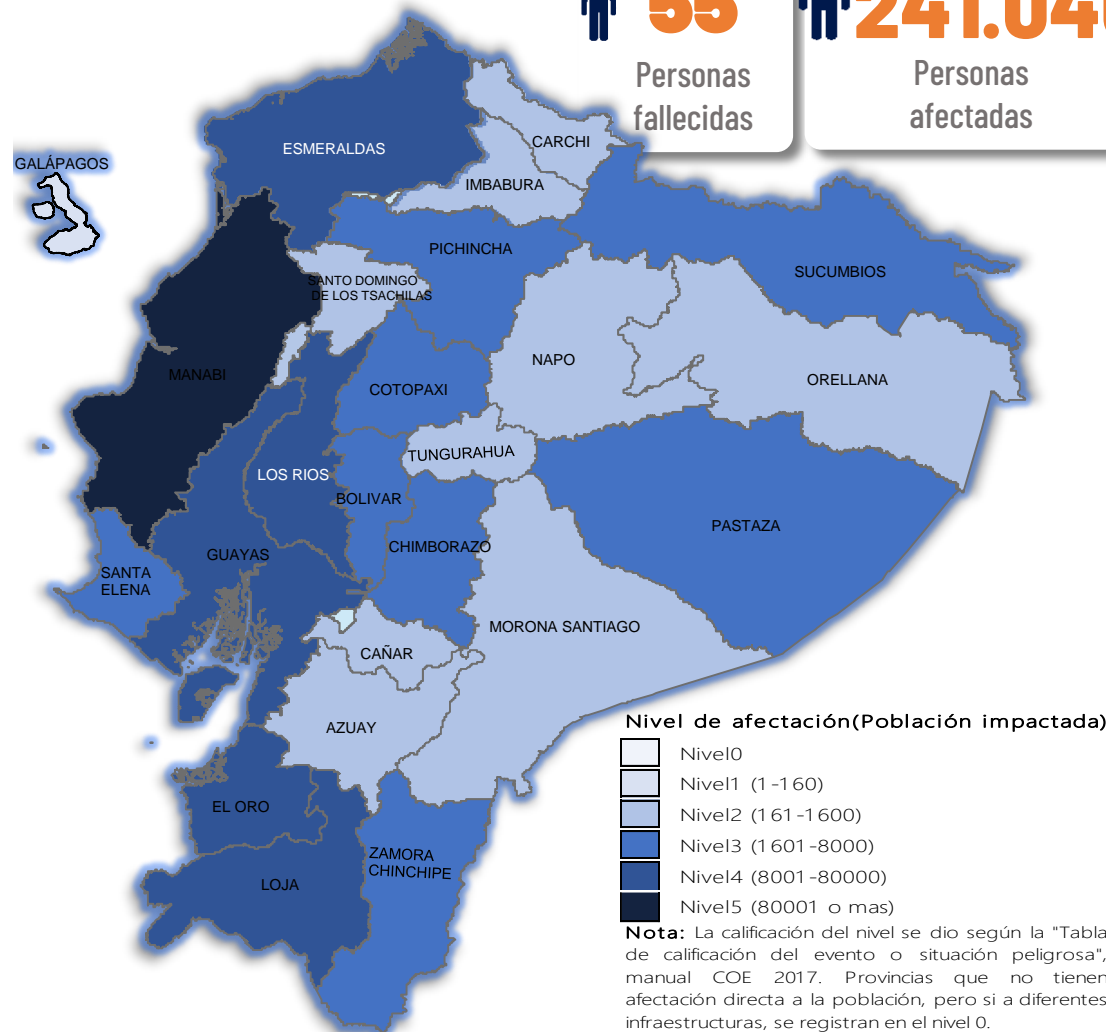 55
Personas
fallecidas
241.04
Personas
afectadas
GALÁPAGOS
ESMERALDAS
CARCHI
IMBABURA
PICHINCHA
SUCUMBIOS
SANTO DOMINGO
DE LOS TSACHILAS
NAPO
ORELLANA
MANABI
COTOPAXI
TUNGURAHUA
LOS RIOS
BOLIVAR
PASTAZA
CHIMBORAZO
GUAYAS
SANTA
ELENA
MORONA SANTIAGO
CAÑAR
AZUAY
EL ORO
ZAMORA
CHINCHIPE
LOJA
Nivel de afectación(Población impactada)
Nivel0
Nivel1 (1-160)
Nivel2 (161-1600)
Nivel3 (1601-8000)
Nivel4 (8001-80000)
Nivel5 (80001 o mas)
Nota: La calificación del nivel se dio según la "Tabla
de calificación del evento o situación peligrosa",
manual COE 2017. Provincias que no tienen
afectación directa a la población, pero si a diferentes
infraestructuras, se registran en el nivel 0.